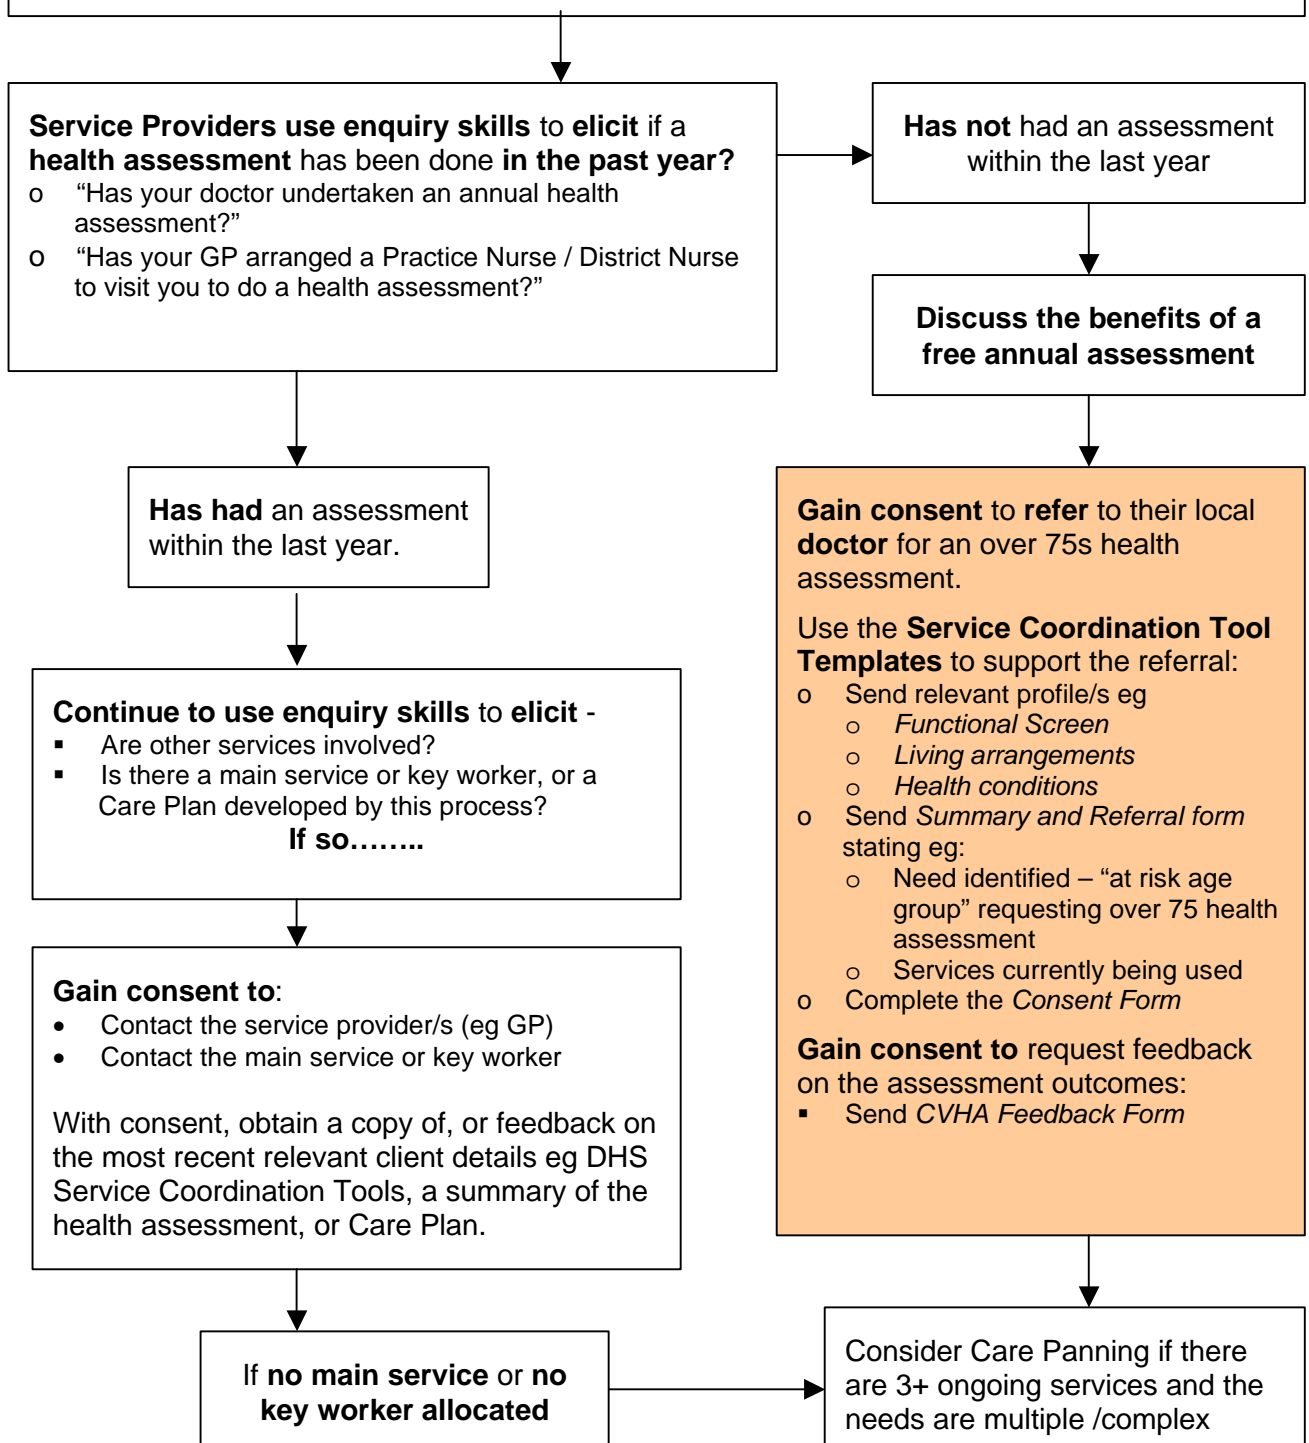 Service Providers use enquiry skills to elicit if a
health assessment has been done in the past year?
o “Has your doctor undertaken an annual health
assessment?”
o “Has your GP arranged a Practice Nurse / District Nurse
to visit you to do a health assessment?”
Has not had an assessment
within the last year
Discuss the benefits of a
free annual assessment
Has had an assessment
within the last year.
Continue to use enquiry skills to elicit -
▪ Are other services involved?
▪ Is there a main service or key worker, or a
Care Plan developed by this process?
If so……..
Gain consent to:
• Contact the service provider/s (eg GP)
• Contact the main service or key worker
With consent, obtain a copy of, or feedback on
the most recent relevant client details eg DHS
Service Coordination Tools, a summary of the
health assessment, or Care Plan.
Gain consent to refer to their local
doctor for an over 75s health
assessment.
Use the Service Coordination Tool
Templates to support the referral:
o Send relevant profile/s eg
o Functional Screen
o Living arrangements
o Health conditions
o Send Summary and Referral form
stating eg:
o Need identified – “at risk age
group” requesting over 75 health
assessment
o Services currently being used
o Complete the Consent Form
Gain consent to request feedback
on the assessment outcomes:
▪ Send CVHA Feedback Form
If no main service or no
key worker allocated
Consider Care Panning if there
are 3+ ongoing services and the
needs are multiple /complex